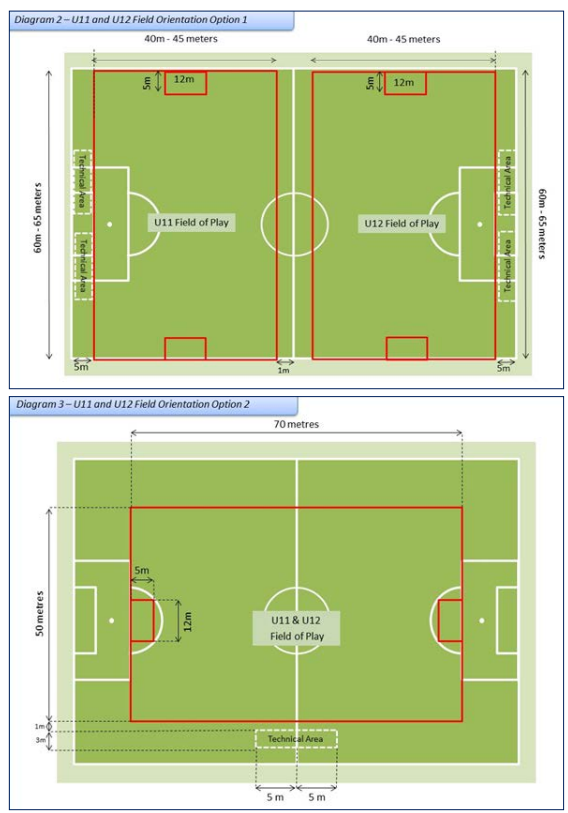 Diagram 2 – U11 and U12 Field Orientation Option 1
40m - 45 meters
40m - 45 meters
5m
12m
5m
12m
60m - 65 meters
Technical Area
Technical Area
U11 Field of Play
U12 Field of Play
Technical Area
Technical Area
60m - 65 meters
5m
1m
5m
Diagram 3 – U11 and U12 Field Orientation Option 2
70 metres
50 metres
5m
12m
U11 & U12
Field of Play
1m
3m
Technical Area
5 m
5 m